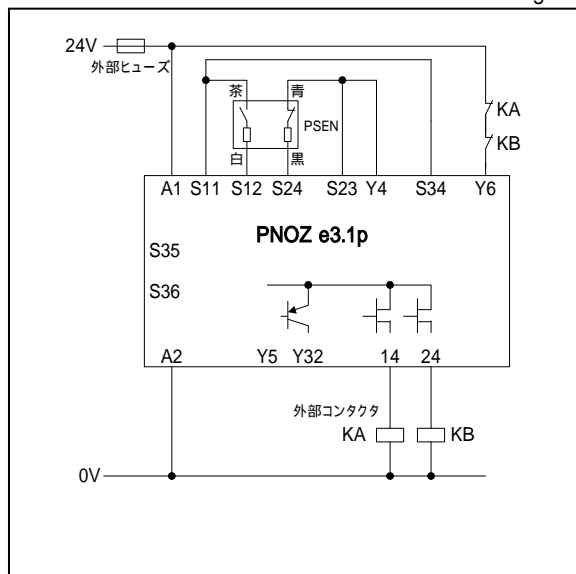 g
24V
外部ヒューズ
茶 青
KA
PSEN
KB
白 黒
A1 S11 S12 S24 S23 Y4 S34 Y6
PNOZ e3.1p
S35
S36
A2 Y5 Y32 14 24
外部コンタクタ
KA KB
0V